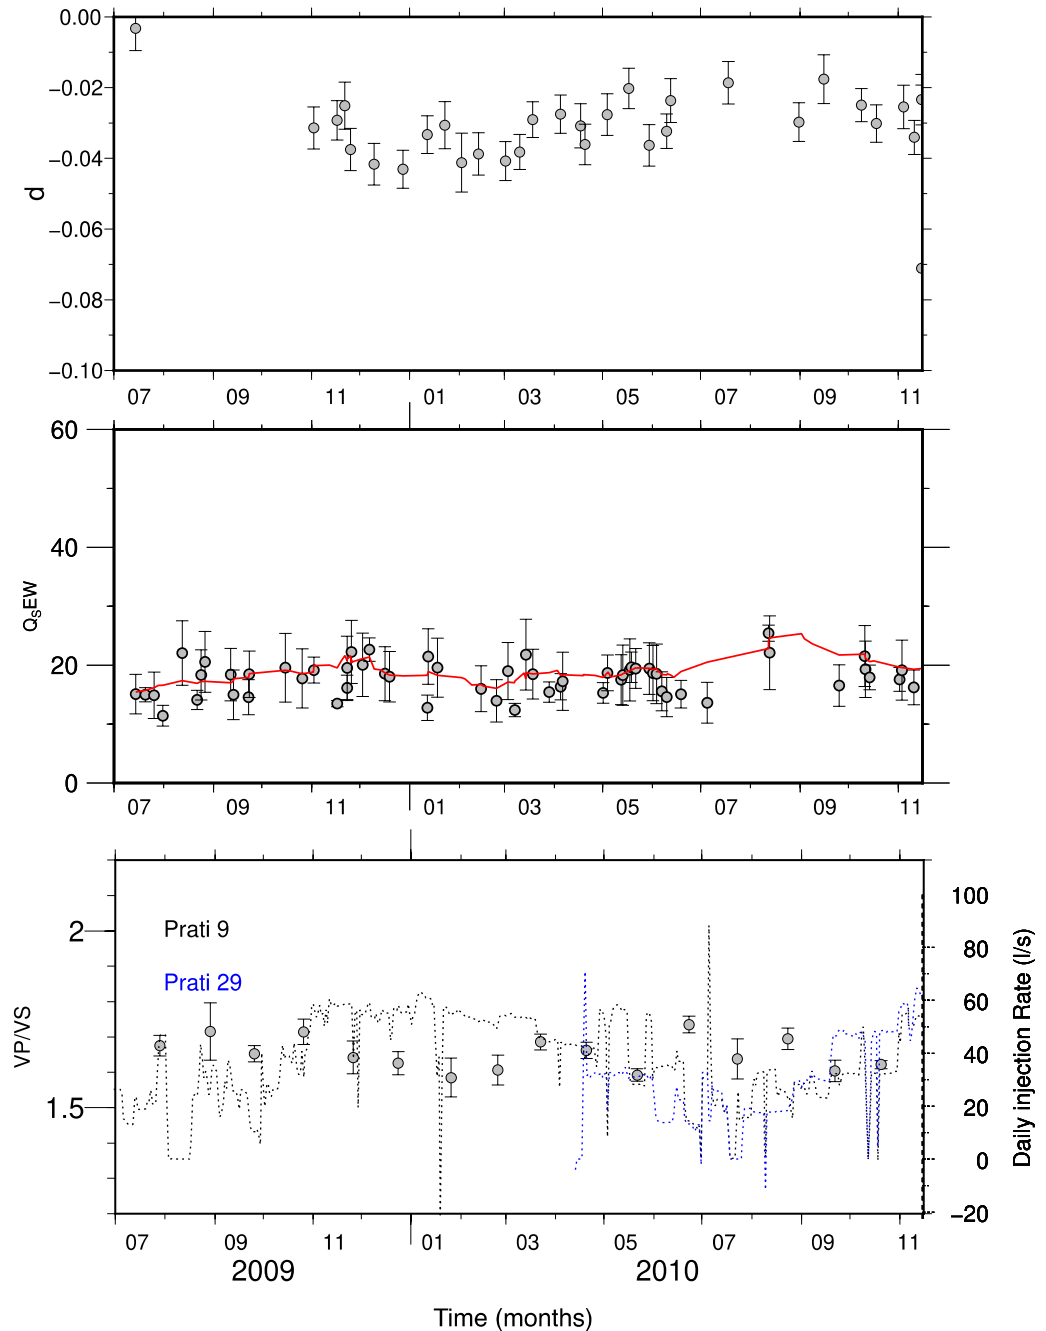 0.00
−0.02
−0.04
−0.06
−0.08
−0.10
d
07 09 11 01 03 05 07 09 11
60
40
20
0
QSEW
07 09 11 01 03 05 07 09 11
Prati 9
Prati 29
2
1.5
VP/VS
100
80
60
40
20
0
−20
Daily injection Rate (l/s)
07 09 11 01 03 05 07 09 11
2009 2010
Time (months)